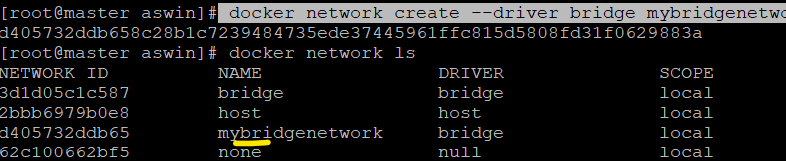 [root@master aswin]# docker network create --driver bridge mybridgenetwo
d405732ddb658c28b1c7239484735ede37445961ffc815d5808fd31f0629883a
[root@master aswin]# docker network ls
NETWORK ID NAME DRIVER SCOPE
3d1d05c1c587 bridge bridge local
2bbb6979b0e8 host host local
d405732ddb65 mybridgenetwork bridge local
62c100662bf5 none null local